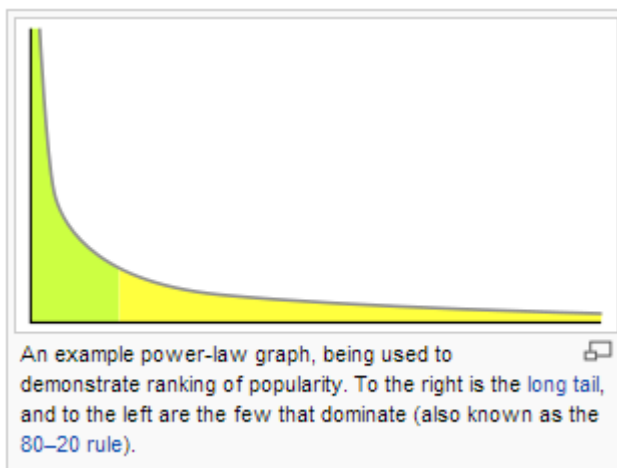 An example power-law graph, being used to
demonstrate ranking of popularity. To the right is the long tail,
and to the left are the few that dominate (also known as the
80–20 rule).